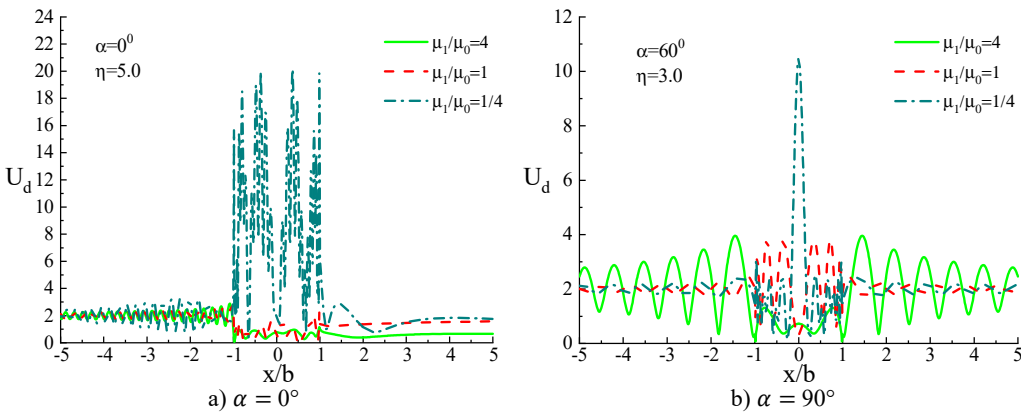 24
22
20
18
16
14
12
10
8
6
4
2
0
U_d
α=0⁰
η=5.0
μ₁/μ₀=4
μ₁/μ₀=1
μ₁/μ₀=1/4
-5 -4 -3 -2 -1 0 1 2 3 4 5
x/b
a) α = 0°
12
10
8
6
4
2
0
U_d
α=60⁰
η=3.0
μ₁/μ₀=4
μ₁/μ₀=1
μ₁/μ₀=1/4
-5 -4 -3 -2 -1 0 1 2 3 4 5
x/b
b) α = 90°